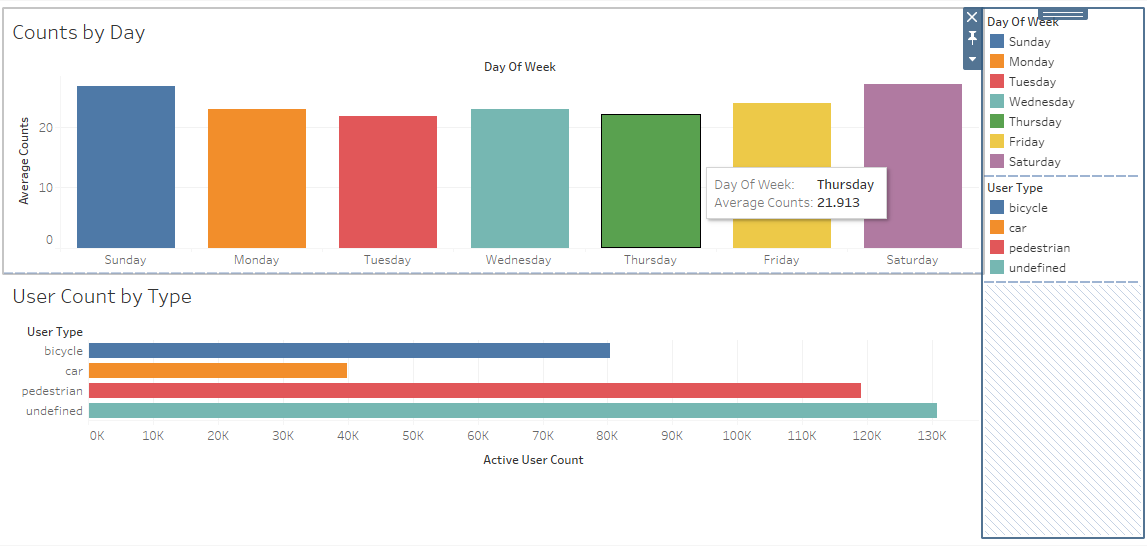 Counts by Day
Day Of Week
Average Counts
20
10
0
Sunday Monday Tuesday Wednesday Thursday Friday Saturday
Day Of Week: Thursday
Average Counts: 21.913
User Count by Type
User Type
bicycle
car
pedestrian
undefined
0K 10K 20K 30K 40K 50K 60K 70K 80K 90K 100K 110K 120K 130K
Active User Count
Day Of Week
Sunday
Monday
Tuesday
Wednesday
Thursday
Friday
Saturday
User Type
bicycle
car
pedestrian
undefined